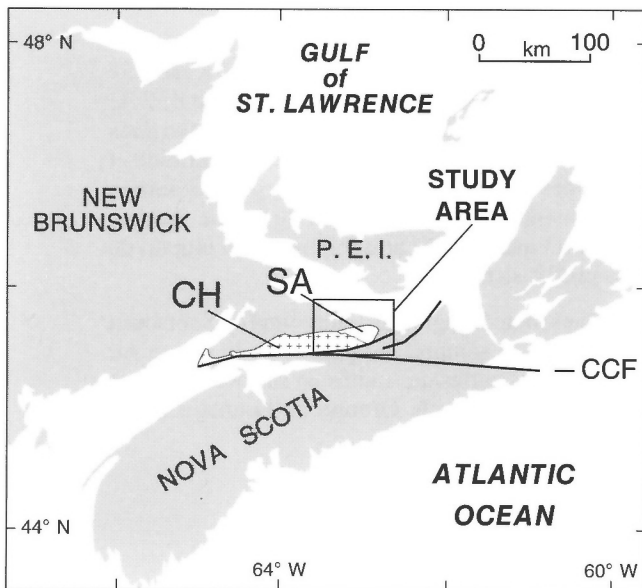 48° N
GULF
of
ST. LAWRENCE
0 100
km
NEW
BRUNSWICK
STUDY
AREA
P. E. I.
SA
CH
CCF
NOVA SCOTIA
ATLANTIC
OCEAN
44° N
64° W
60° W